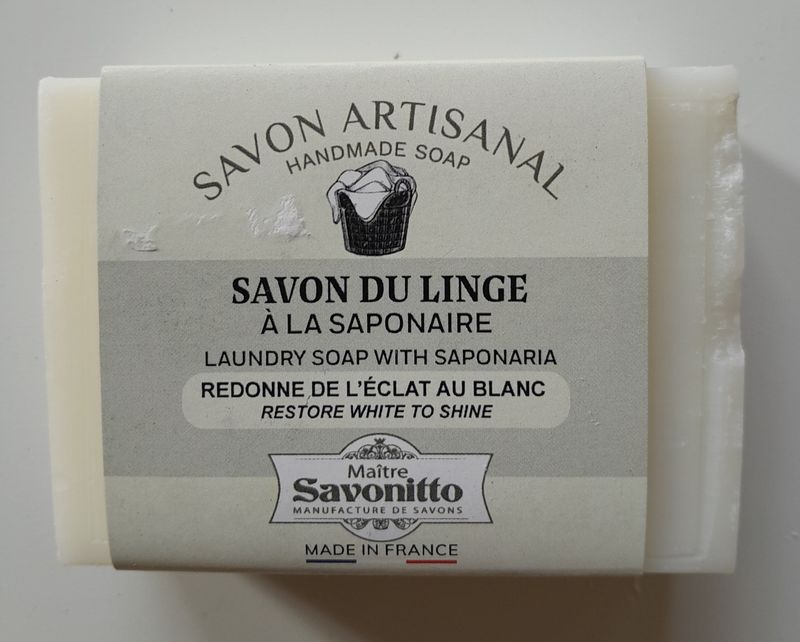 SAVON ARTISANAL
HANDMADE SOAP
SAVON DU LINGE
À LA SAPONAIRE
LAUNDRY SOAP WITH SAPONARIA
REDONNE DE L'ÉCLAT AU BLANC
RESTORE WHITE TO SHINE
Maître
Savonitto
MANUFACTURE DE SAVONS
MADE IN FRANCE